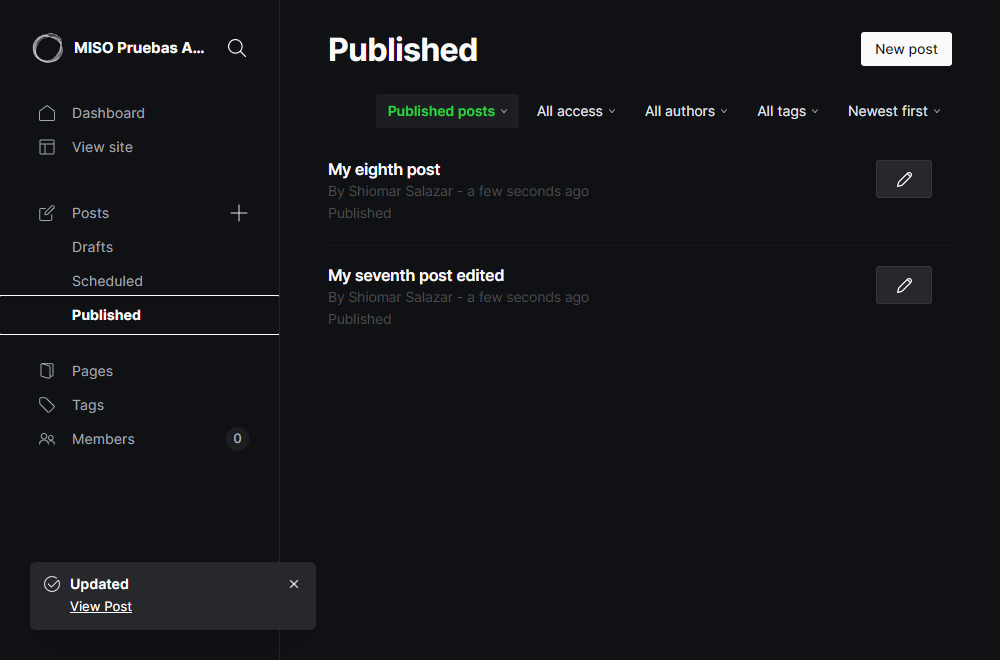 MISO Pruebas A...
Dashboard
View site
Posts
Drafts
Scheduled
Published
Pages
Tags
Members 0
Published
New post
Published posts All access All authors All tags Newest first
My eighth post
By Shiomar Salazar - a few seconds ago
Published
My seventh post edited
By Shiomar Salazar - a few seconds ago
Published
Updated
View Post